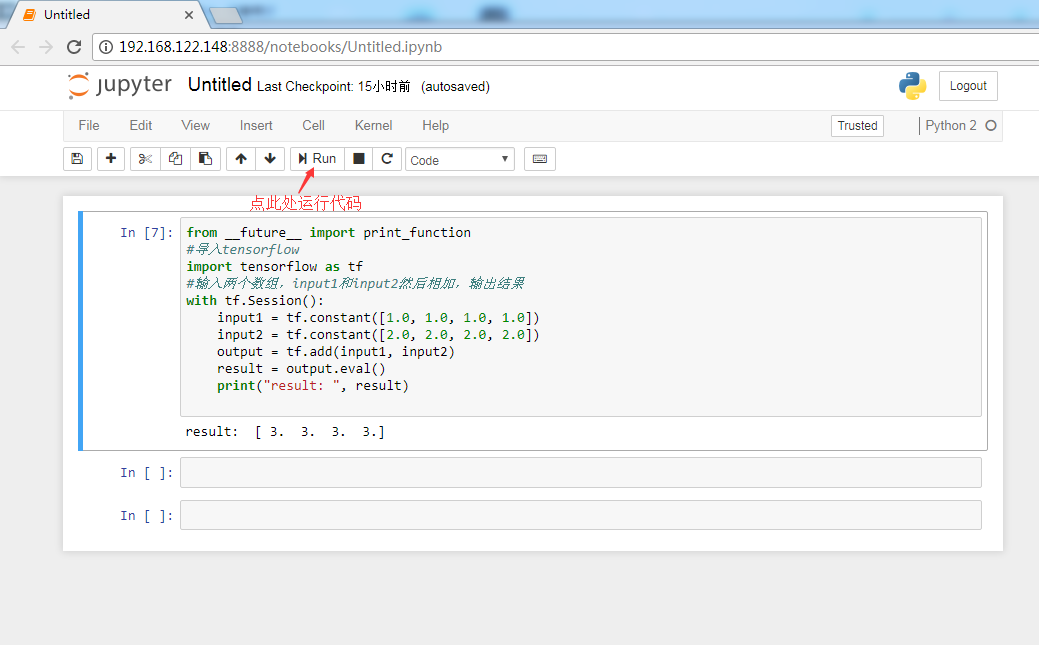 Untitled
192.168.122.148:8888/notebooks/Untitled.ipynb
jupyter Untitled Last Checkpoint: 15小时前 (autosaved)
Logout
File Edit View Insert Cell Kernel Help
Trusted
Python 2
Run
Code
点此处运行代码
In [7]:
from __future__ import print_function
#导入tensorflow
import tensorflow as tf
#输入两个数组，input1和input2然后相加，输出结果
with tf.Session():
    input1 = tf.constant([1.0, 1.0, 1.0, 1.0])
    input2 = tf.constant([2.0, 2.0, 2.0, 2.0])
    output = tf.add(input1, input2)
    result = output.eval()
    print("result: ", result)
result:  [ 3.  3.  3.  3.]
In [ ]:
In [ ]: